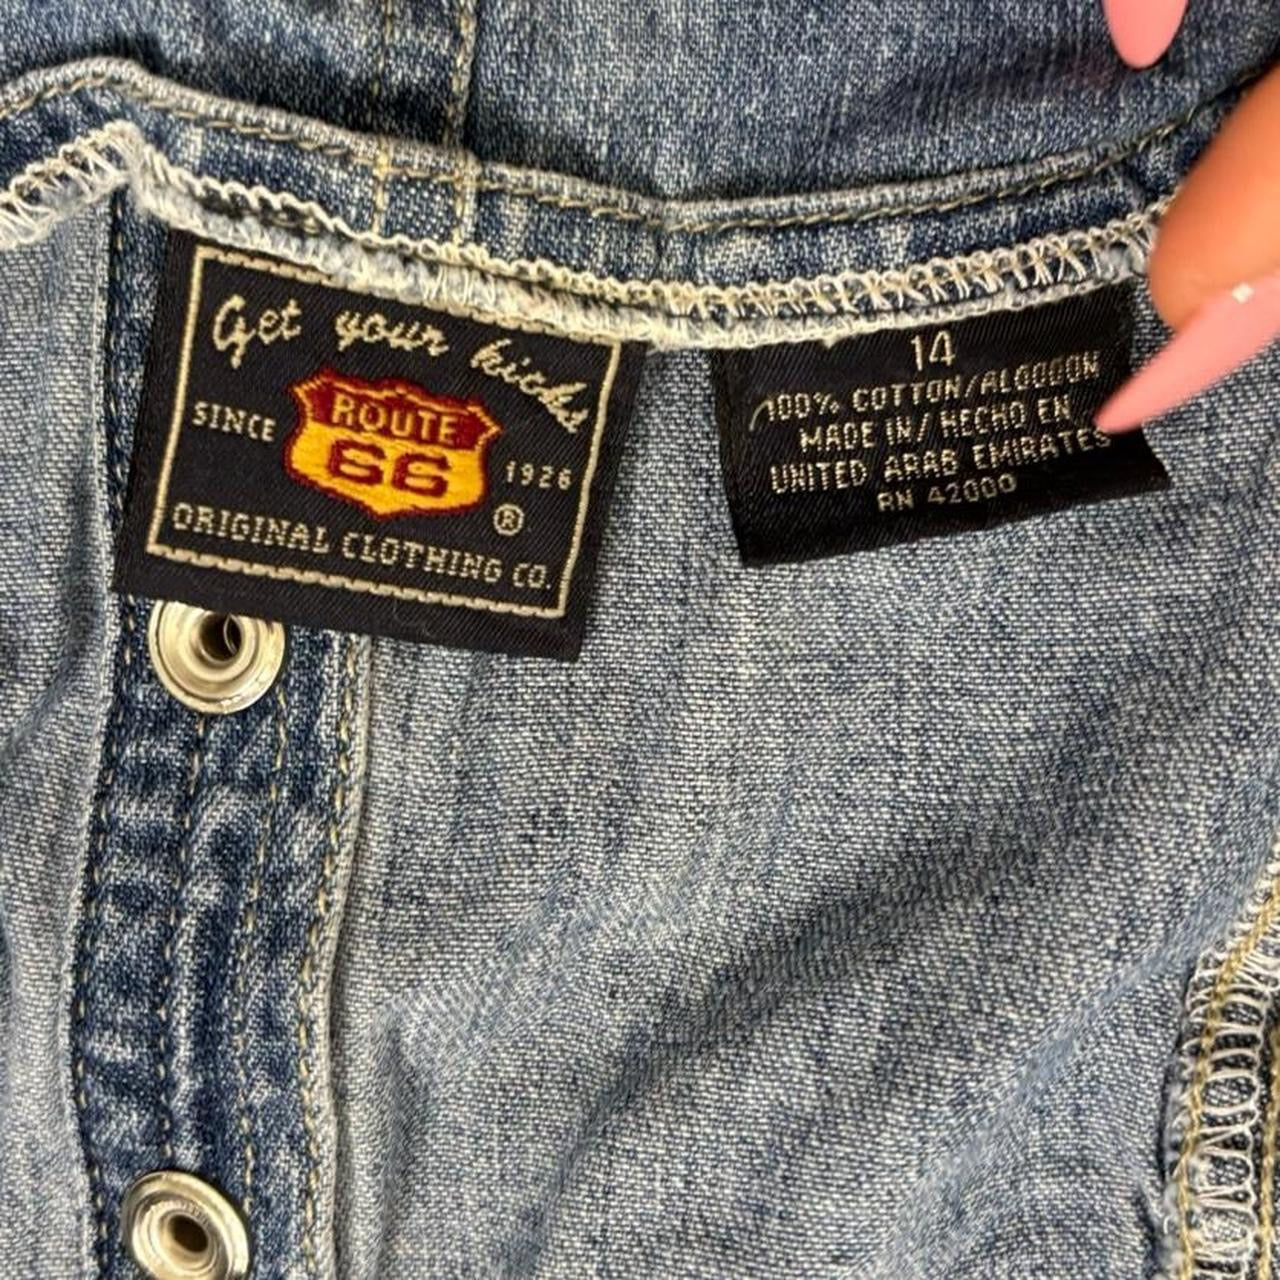 Get your kicks
SINCE
ROUTE
66
1926
®
ORIGINAL CLOTHING CO.
14
100% COTTON/ALGODON
MADE IN/HECHO EN
UNITED ARAB EMIRATES
RN 42000